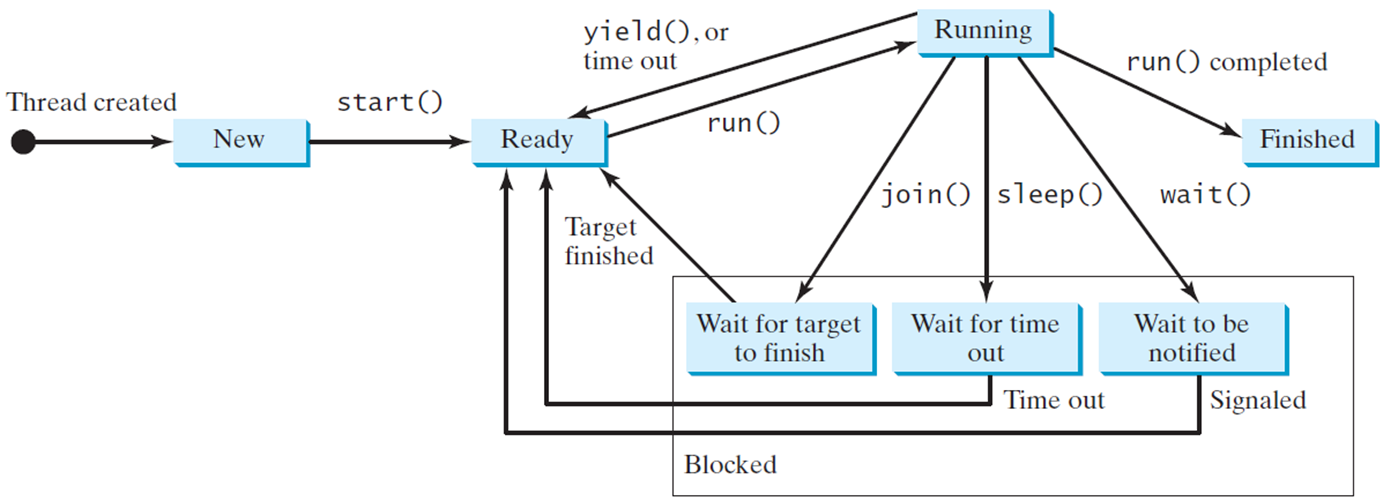 yield(), or
time out
Running
run() completed
Thread created
start()
New
Ready
run()
Finished
join()
sleep()
wait()
Target
finished
Wait for target
to finish
Wait for time
out
Wait to be
notified
Time out
Signaled
Blocked